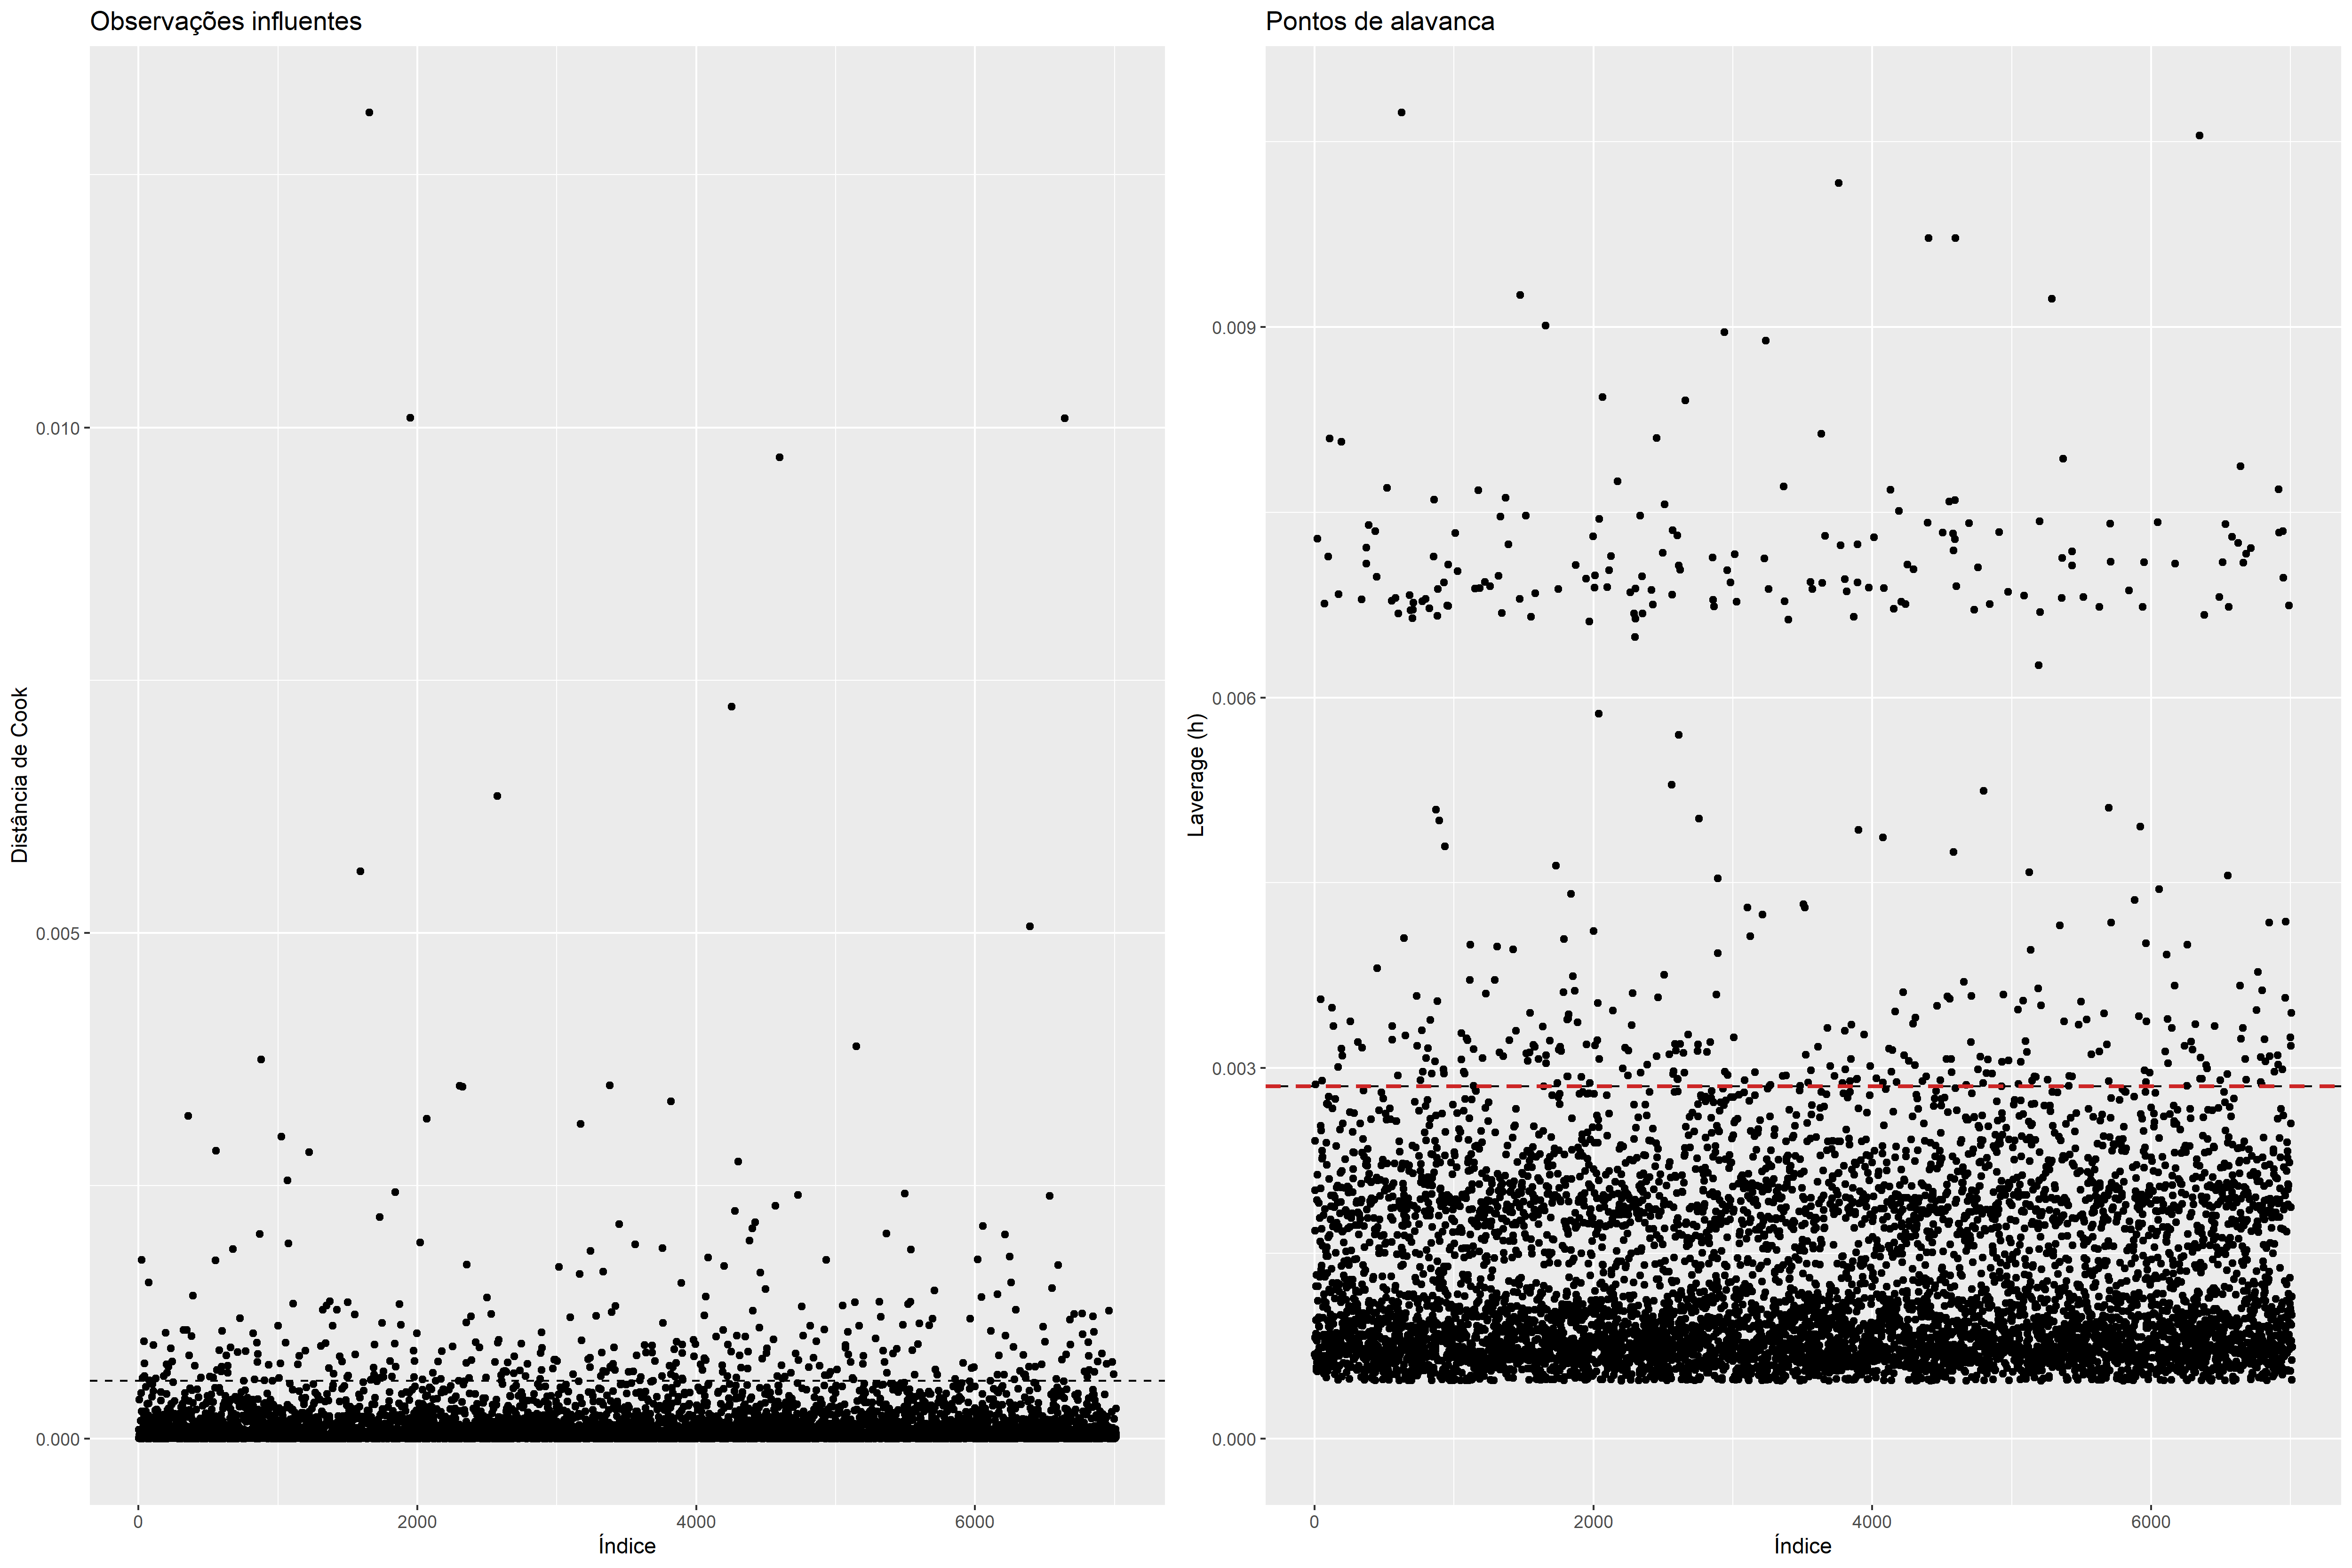 Observações influentes
Distância de Cook
0.010
0.005
0.000
0
2000
4000
6000
Índice
Pontos de alavanca
Laverage (h)
0.009
0.006
0.003
0.000
0
2000
4000
6000
Índice